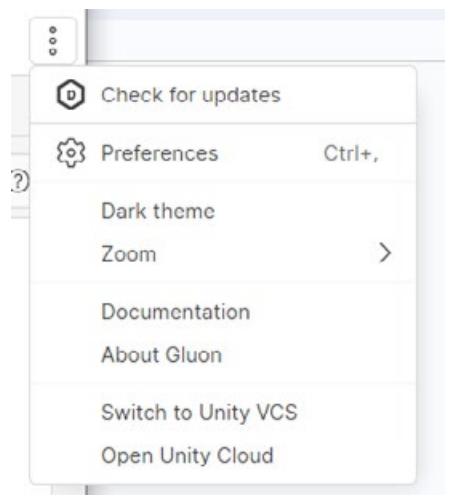 Check for updates
Preferences Ctrl+,
Dark theme
Zoom
Documentation
About Gluon
Switch to Unity VCS
Open Unity Cloud